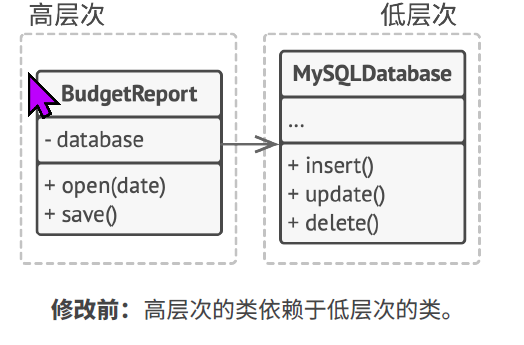 高层次
低层次
BudgetReport
- database
+ open(date)
+ save()
MySQLDatabase
...
+ insert()
+ update()
+ delete()
修改前：高层次的类依赖于低层次的类。